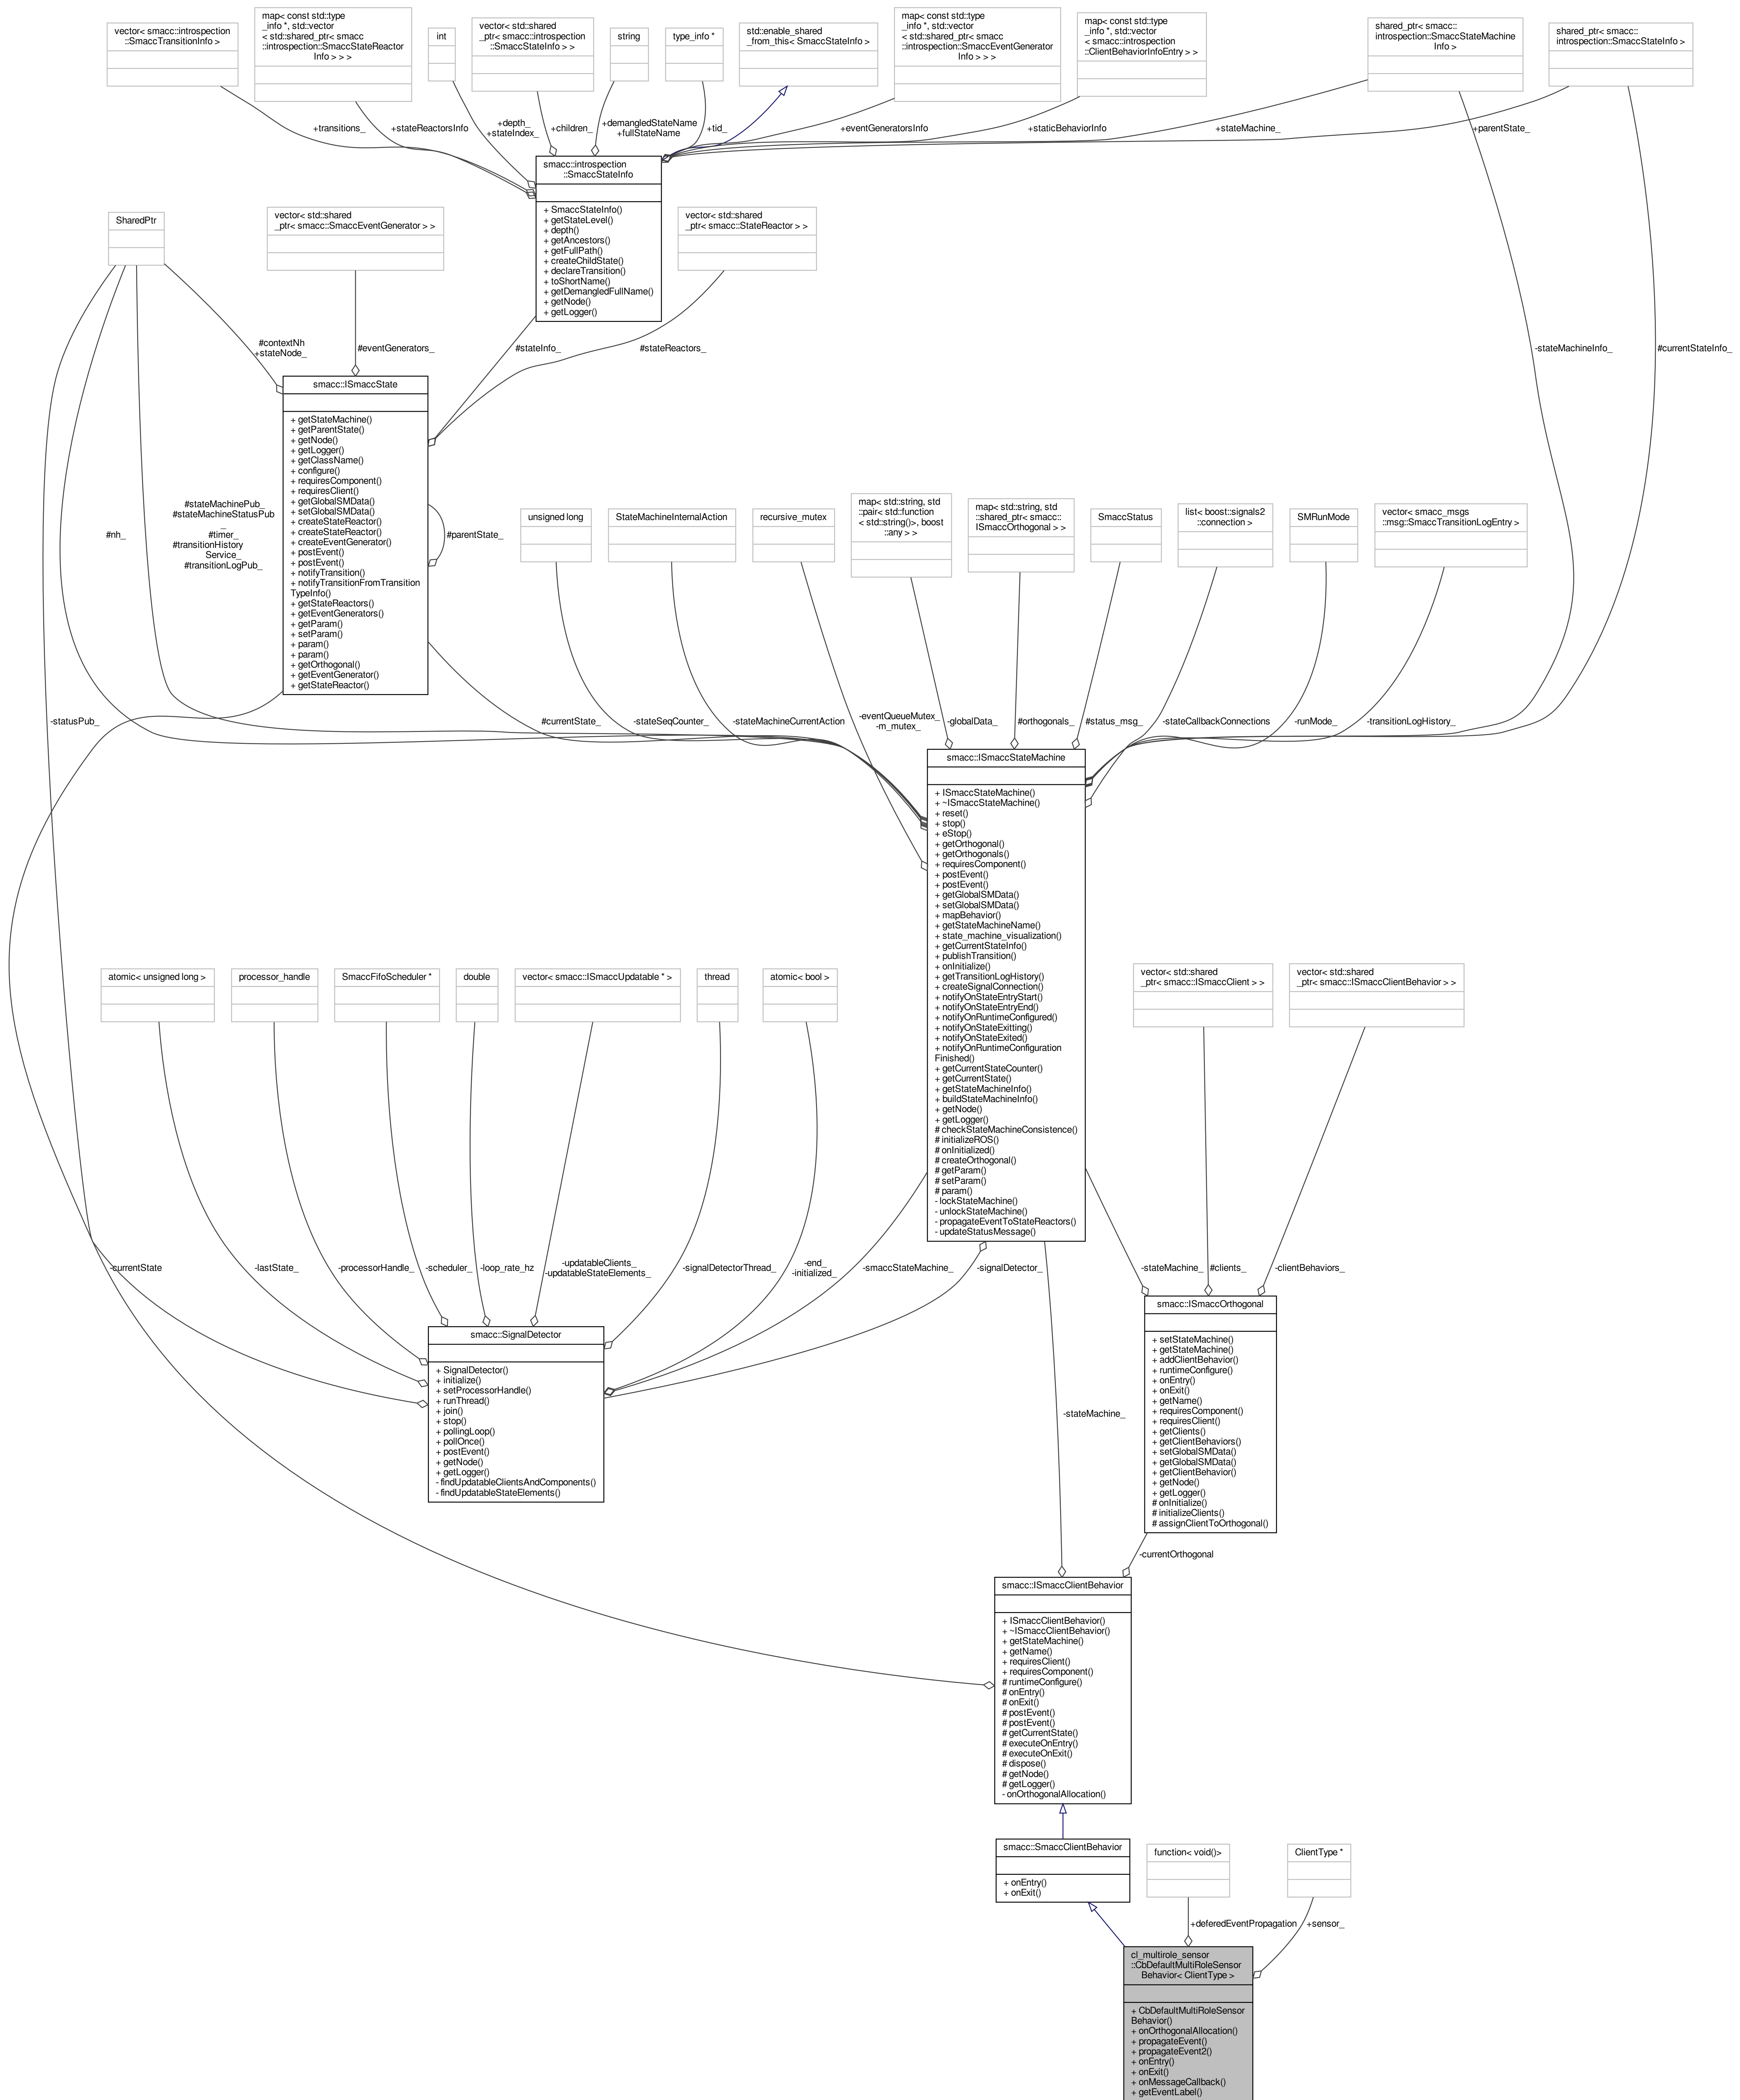 vector< smacc::introspection
::SmaccTransitionInfo >
map< const std::type
_info *, std::vector
< std::shared_ptr< smacc
::introspection::SmaccStateReactor
Info > > >
int
vector< std::shared
_ptr< smacc::introspection
::SmaccStateInfo > >
string
type_info *
std::enable_shared
_from_this< SmaccStateInfo >
map< const std::type
_info *, std::vector
< std::shared_ptr< smacc
::introspection::SmaccEventGenerator
Info > > >
map< const std::type
_info *, std::vector
< smacc::introspection
::ClientBehaviorInfoEntry > >
shared_ptr< smacc::
introspection::SmaccStateMachine
Info >
shared_ptr< smacc::
introspection::SmaccStateInfo >
+transitions_
+stateReactorsInfo
+depth_
+stateIndex_
+children_
+demangledStateName
+fullStateName
+tid_
+eventGeneratorsInfo
+staticBehaviorInfo
+stateMachine_
+parentState_
smacc::introspection
::SmaccStateInfo
+ SmaccStateInfo()
+ getStateLevel()
+ depth()
+ getAncestors()
+ getFullPath()
+ createChildState()
+ declareTransition()
+ toShortName()
+ getDemangledFullName()
+ getNode()
+ getLogger()
SharedPtr
vector< std::shared
_ptr< smacc::SmaccEventGenerator > >
vector< std::shared
_ptr< smacc::StateReactor > >
#contextNh
+stateNode_
#eventGenerators_
#stateInfo_
#stateReactors_
-stateMachineInfo_
#currentStateInfo_
smacc::ISmaccState
+ getStateMachine()
+ getParentState()
+ getNode()
+ getLogger()
+ getClassName()
+ configure()
+ requiresComponent()
+ requiresClient()
+ getGlobalSMData()
+ setGlobalSMData()
+ createStateReactor()
+ createStateReactor()
+ createEventGenerator()
+ postEvent()
+ postEvent()
+ notifyTransition()
+ notifyTransitionFromTransition
TypeInfo()
+ getStateReactors()
+ getEventGenerators()
+ getParam()
+ setParam()
+ param()
+ param()
+ getOrthogonal()
+ getEventGenerator()
+ getStateReactor()
#parentState_
#nh_
#stateMachinePub_
#stateMachineStatusPub
_
#timer_
#transitionHistory
Service_
#transitionLogPub_
unsigned long
StateMachineInternalAction
recursive_mutex
map< std::string, std
::pair< std::function
< std::string()>, boost
::any > >
map< std::string, std
::shared_ptr< smacc::
ISmaccOrthogonal > >
SmaccStatus
list< boost::signals2
::connection >
SMRunMode
vector< smacc_msgs
::msg::SmaccTransitionLogEntry >
-statusPub_
#currentState_
-stateSeqCounter_
-stateMachineCurrentAction
-eventQueueMutex_
-m_mutex_
-globalData_
#orthogonals_
#status_msg_
-stateCallbackConnections
-runMode_
-transitionLogHistory_
smacc::ISmaccStateMachine
+ ISmaccStateMachine()
+ ~ISmaccStateMachine()
+ reset()
+ stop()
+ eStop()
+ getOrthogonal()
+ getOrthogonals()
+ requiresComponent()
+ postEvent()
+ postEvent()
+ getGlobalSMData()
+ setGlobalSMData()
+ mapBehavior()
+ getStateMachineName()
+ state_machine_visualization()
+ getCurrentStateInfo()
+ publishTransition()
+ onInitialize()
+ getTransitionLogHistory()
+ createSignalConnection()
+ notifyOnStateEntryStart()
+ notifyOnStateEntryEnd()
+ notifyOnRuntimeConfigured()
+ notifyOnStateExitting()
+ notifyOnStateExited()
+ notifyOnRuntimeConfiguration
Finished()
+ getCurrentStateCounter()
+ getCurrentState()
+ getStateMachineInfo()
+ buildStateMachineInfo()
+ getNode()
+ getLogger()
# checkStateMachineConsistence()
# initializeROS()
# onInitialized()
# createOrthogonal()
# getParam()
# setParam()
# param()
- lockStateMachine()
- unlockStateMachine()
- propagateEventToStateReactors()
- updateStatusMessage()
atomic< unsigned long >
processor_handle
SmaccFifoScheduler *
double
vector< smacc::ISmaccUpdatable * >
thread
atomic< bool >
vector< std::shared
_ptr< smacc::ISmaccClient > >
vector< std::shared
_ptr< smacc::ISmaccClientBehavior > >
-currentState
-lastState_
-processorHandle_
-scheduler_
-loop_rate_hz
-updatableClients_
-updatableStateElements_
-signalDetectorThread_
-end_
-initialized_
-smaccStateMachine_
-signalDetector_
-stateMachine_
#clients_
-clientBehaviors_
smacc::SignalDetector
+ SignalDetector()
+ initialize()
+ setProcessorHandle()
+ runThread()
+ join()
+ stop()
+ pollingLoop()
+ pollOnce()
+ postEvent()
+ getNode()
+ getLogger()
- findUpdatableClientsAndComponents()
- findUpdatableStateElements()
smacc::ISmaccOrthogonal
+ setStateMachine()
+ getStateMachine()
+ addClientBehavior()
+ runtimeConfigure()
+ onEntry()
+ onExit()
+ getName()
+ requiresComponent()
+ requiresClient()
+ getClients()
+ getClientBehaviors()
+ setGlobalSMData()
+ getGlobalSMData()
+ getClientBehavior()
+ getNode()
+ getLogger()
# onInitialize()
# initializeClients()
# assignClientToOrthogonal()
-stateMachine_
-currentOrthogonal
smacc::ISmaccClientBehavior
+ ISmaccClientBehavior()
+ ~ISmaccClientBehavior()
+ getStateMachine()
+ getName()
+ requiresClient()
+ requiresComponent()
# runtimeConfigure()
# onEntry()
# onExit()
# postEvent()
# postEvent()
# getCurrentState()
# executeOnEntry()
# executeOnExit()
# dispose()
# getNode()
# getLogger()
- onOrthogonalAllocation()
smacc::SmaccClientBehavior
+ onEntry()
+ onExit()
function< void()>
ClientType *
+deferedEventPropagation
+sensor_
cl_multirole_sensor
::CbDefaultMultiRoleSensor
Behavior< ClientType >
+ CbDefaultMultiRoleSensor
Behavior()
+ onOrthogonalAllocation()
+ propagateEvent()
+ propagateEvent2()
+ onEntry()
+ onExit()
+ onMessageCallback()
+ getEventLabel()